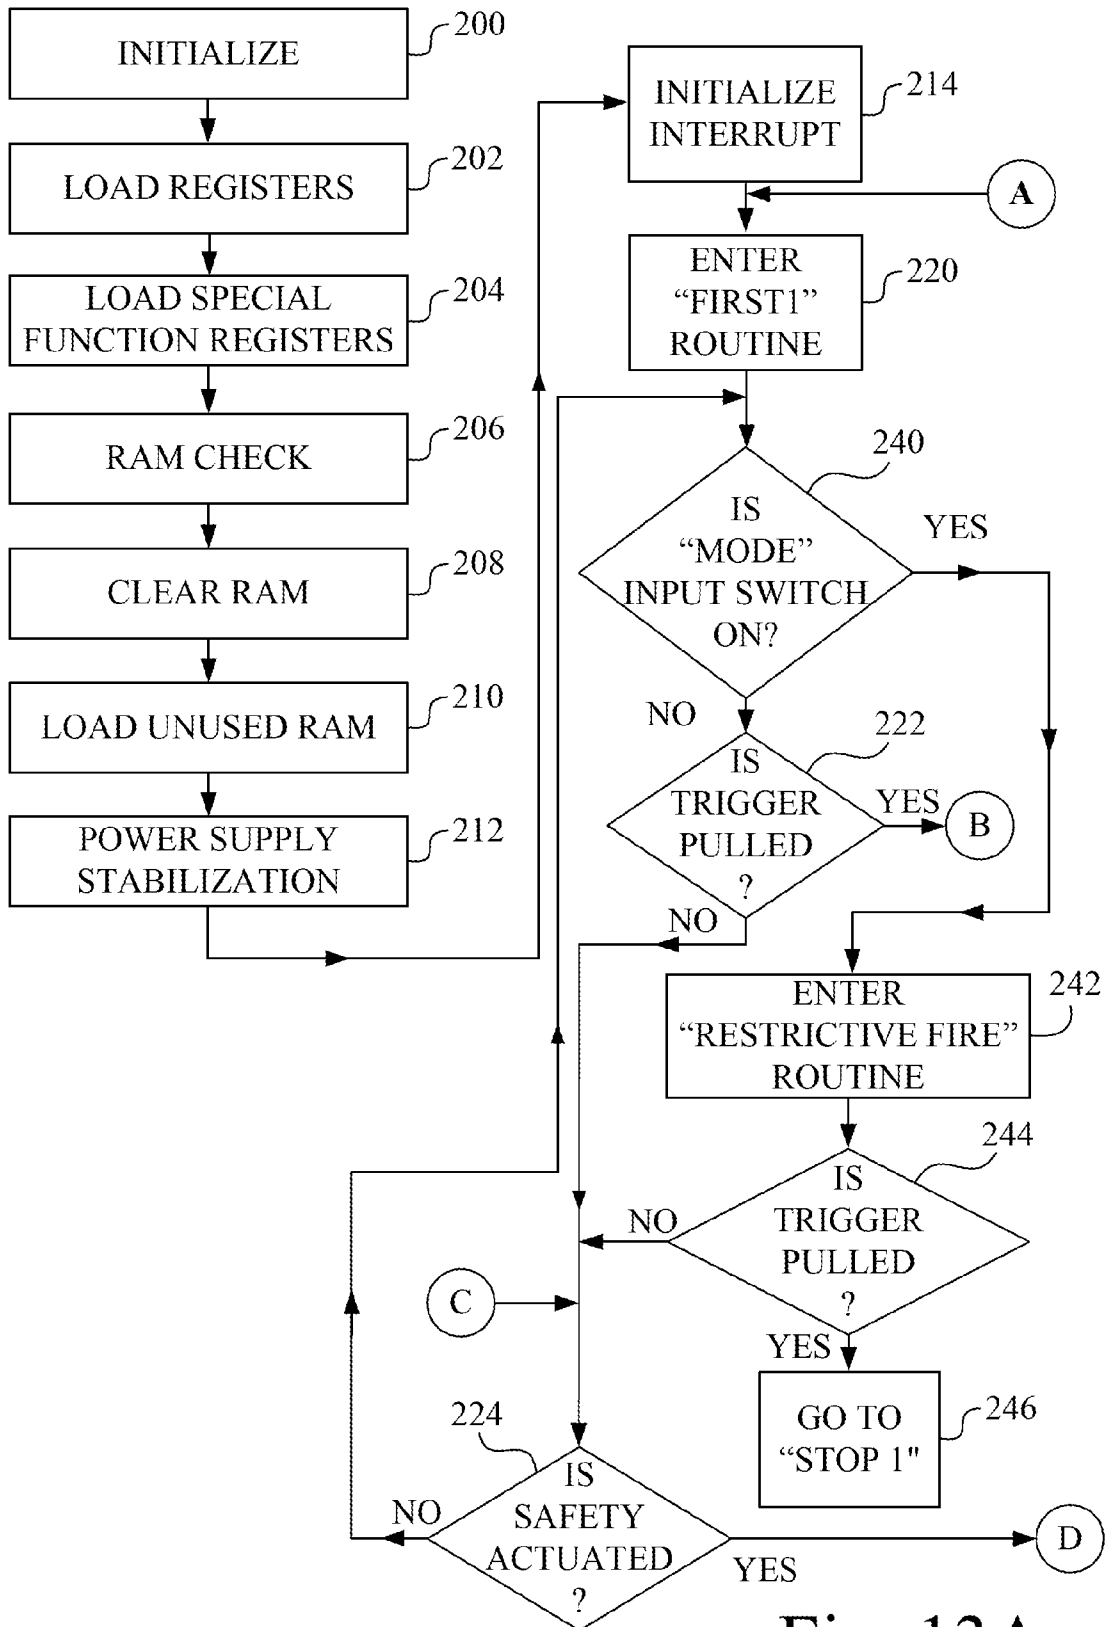 INITIALIZE
200
LOAD REGISTERS
202
LOAD SPECIAL
FUNCTION REGISTERS
204
RAM CHECK
206
CLEAR RAM
208
LOAD UNUSED RAM
210
POWER SUPPLY
STABILIZATION
212
INITIALIZE
INTERRUPT
214
A
ENTER
“FIRST1”
ROUTINE
220
240
IS
“MODE”
INPUT SWITCH
ON?
YES
NO
222
IS
TRIGGER
PULLED
?
YES
B
NO
ENTER
“RESTRICTIVE FIRE”
ROUTINE
242
244
IS
TRIGGER
PULLED
?
NO
C
YES
GO TO
“STOP 1"
246
224
IS
SAFETY
ACTUATED
?
NO
YES
D